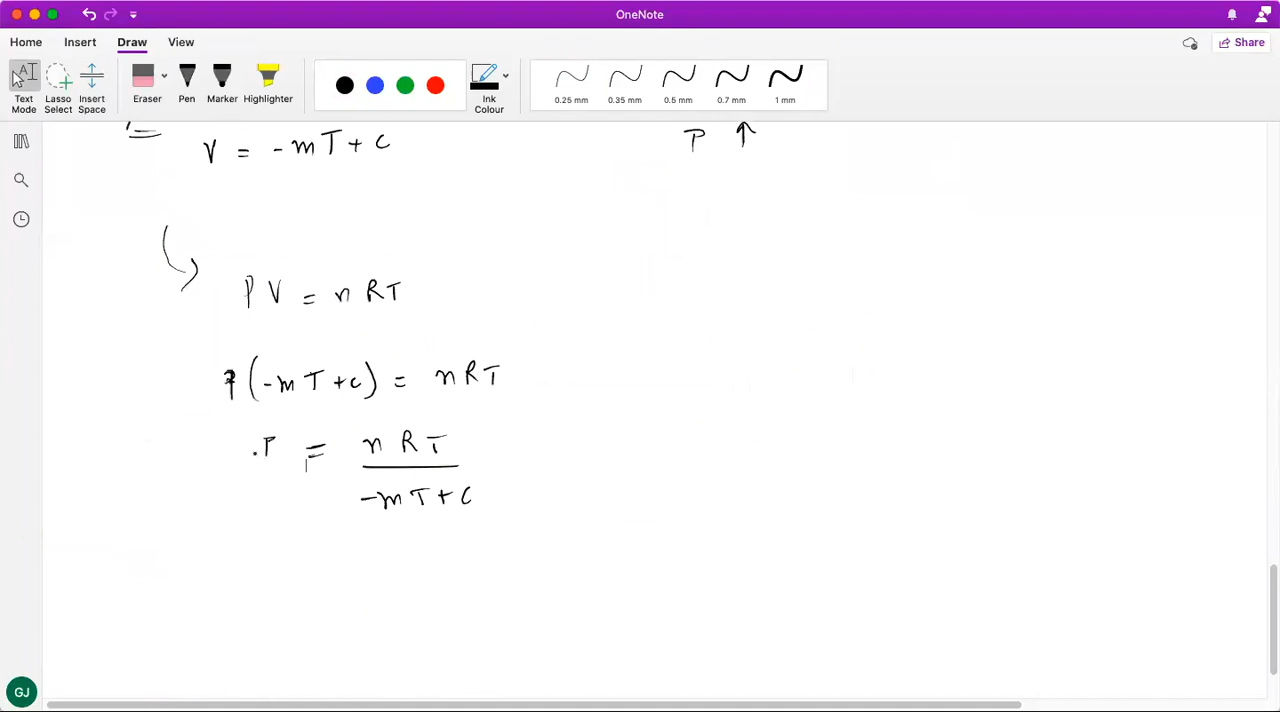 OneNote
Home Insert Draw View
Share
Text Mode
Lasso Select
Insert Space
Eraser
Pen
Marker
Highlighter
Ink Colour
0.25 mm
0.35 mm
0.5 mm
0.7 mm
1 mm
P ↑
V = -mT + c
PV = nRT
P(-mT+c) = nRT
.P = nRT
-mT+c
GJ